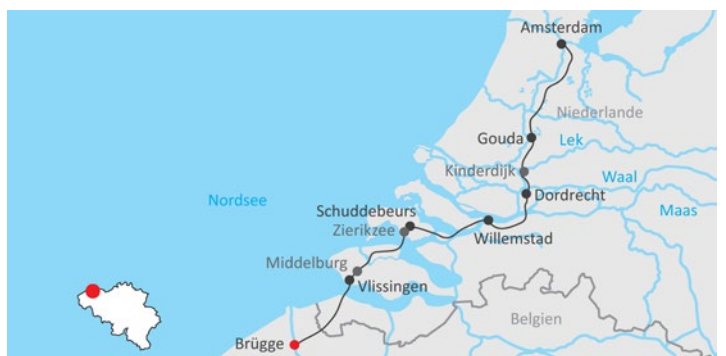 Amsterdam
Niederlande
Gouda
Lek
Kinderdijk
Waal
Dordrecht
Nordsee
Maas
Schuddebeurs
Zierikzee
Willemstad
Middelburg
Vlissingen
Belgien
Brügge